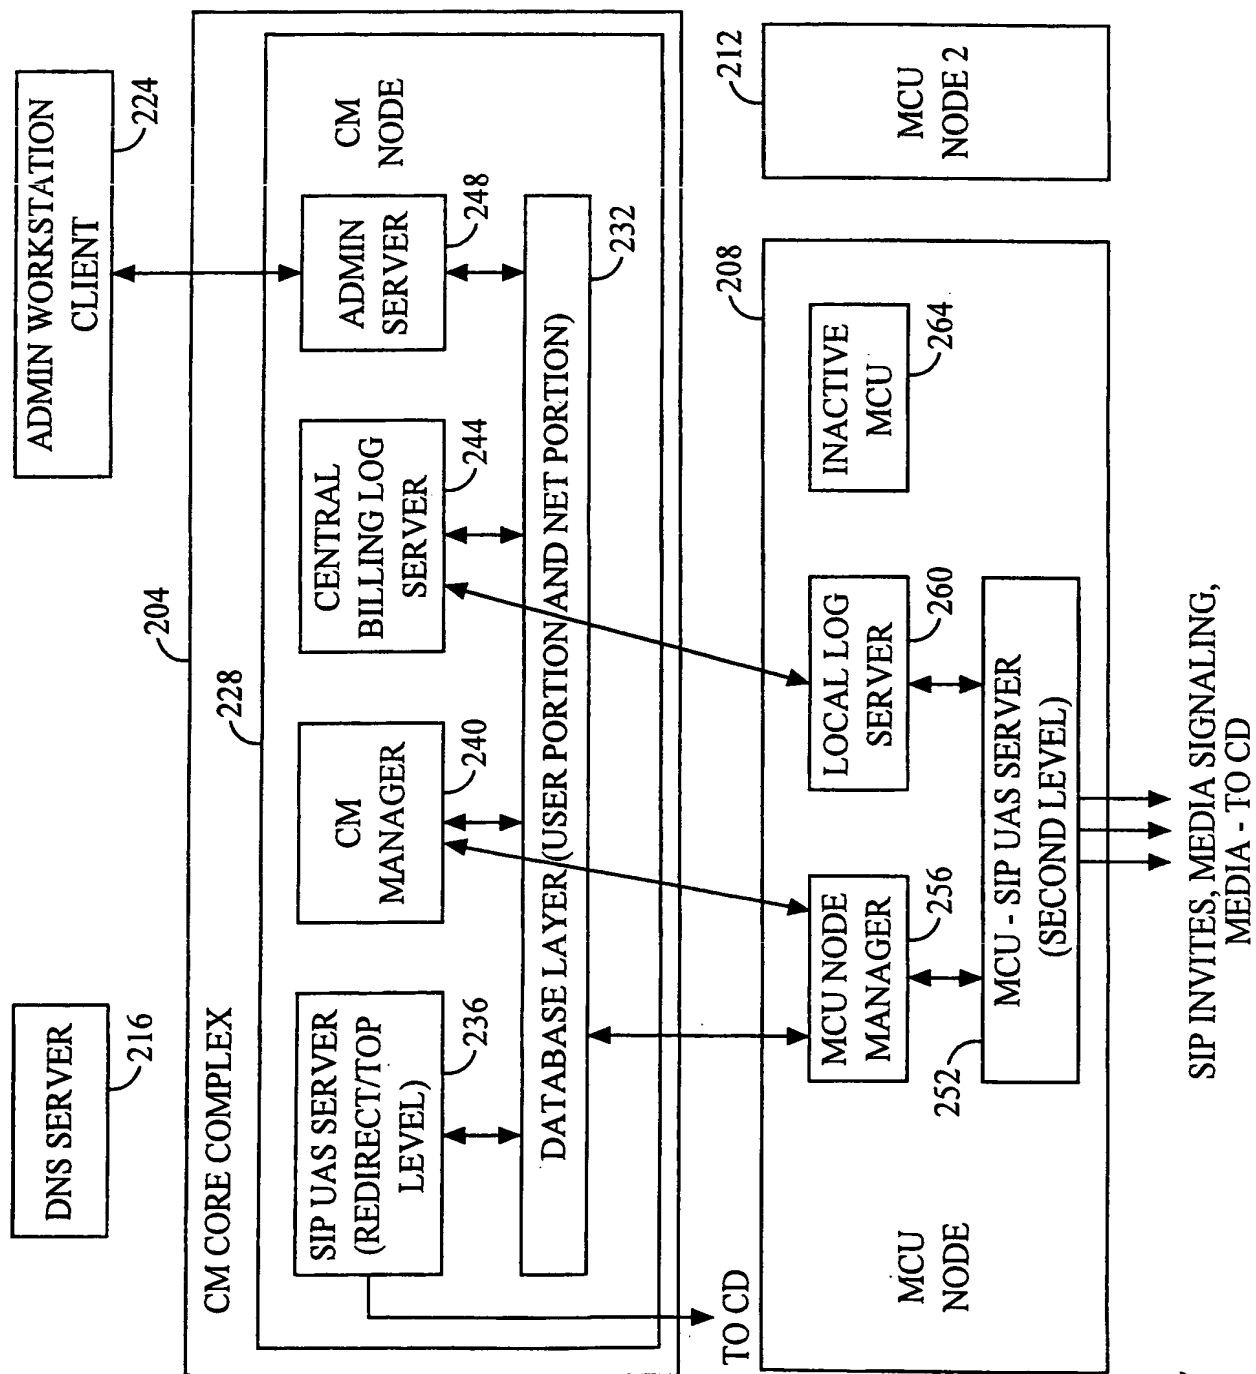 DNS SERVER
216
ADMIN WORKSTATION
CLIENT
224
204
CM CORE COMPLEX
228
SIP UAS SERVER
(REDIRECT/TOP
LEVEL)
236
CM
MANAGER
240
CENTRAL
BILLING LOG
SERVER
244
ADMIN
SERVER
248
CM
NODE
DATABASE LAYER(USER PORTION AND NET PORTION)
232
TO CD
208
212
MCU NODE
MANAGER
256
LOCAL LOG
SERVER
260
INACTIVE
MCU
264
MCU
NODE 2
MCU
NODE
252
MCU - SIP UAS SERVER
(SECOND LEVEL)
SIP INVITES, MEDIA SIGNALING,
MEDIA - TO CD